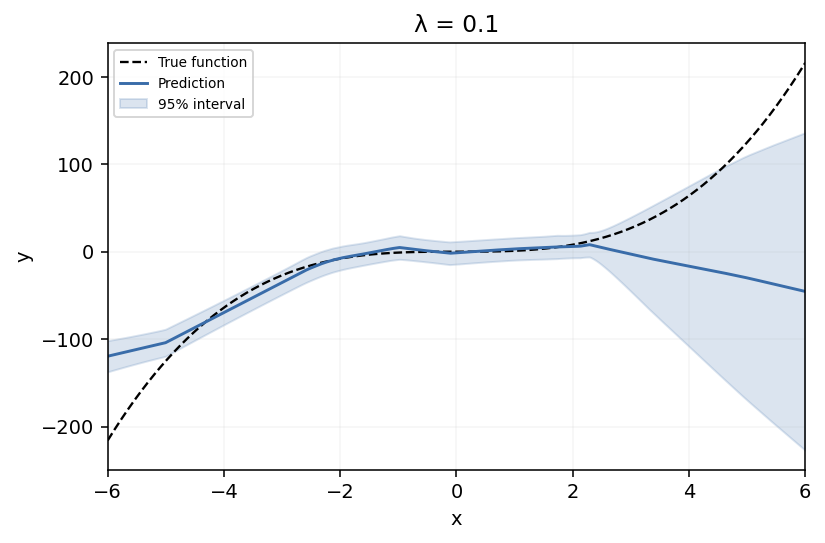 λ = 0.1
True function
Prediction
95% interval
200
100
0
−100
−200
y
−6
−4
−2
0
2
4
6
x